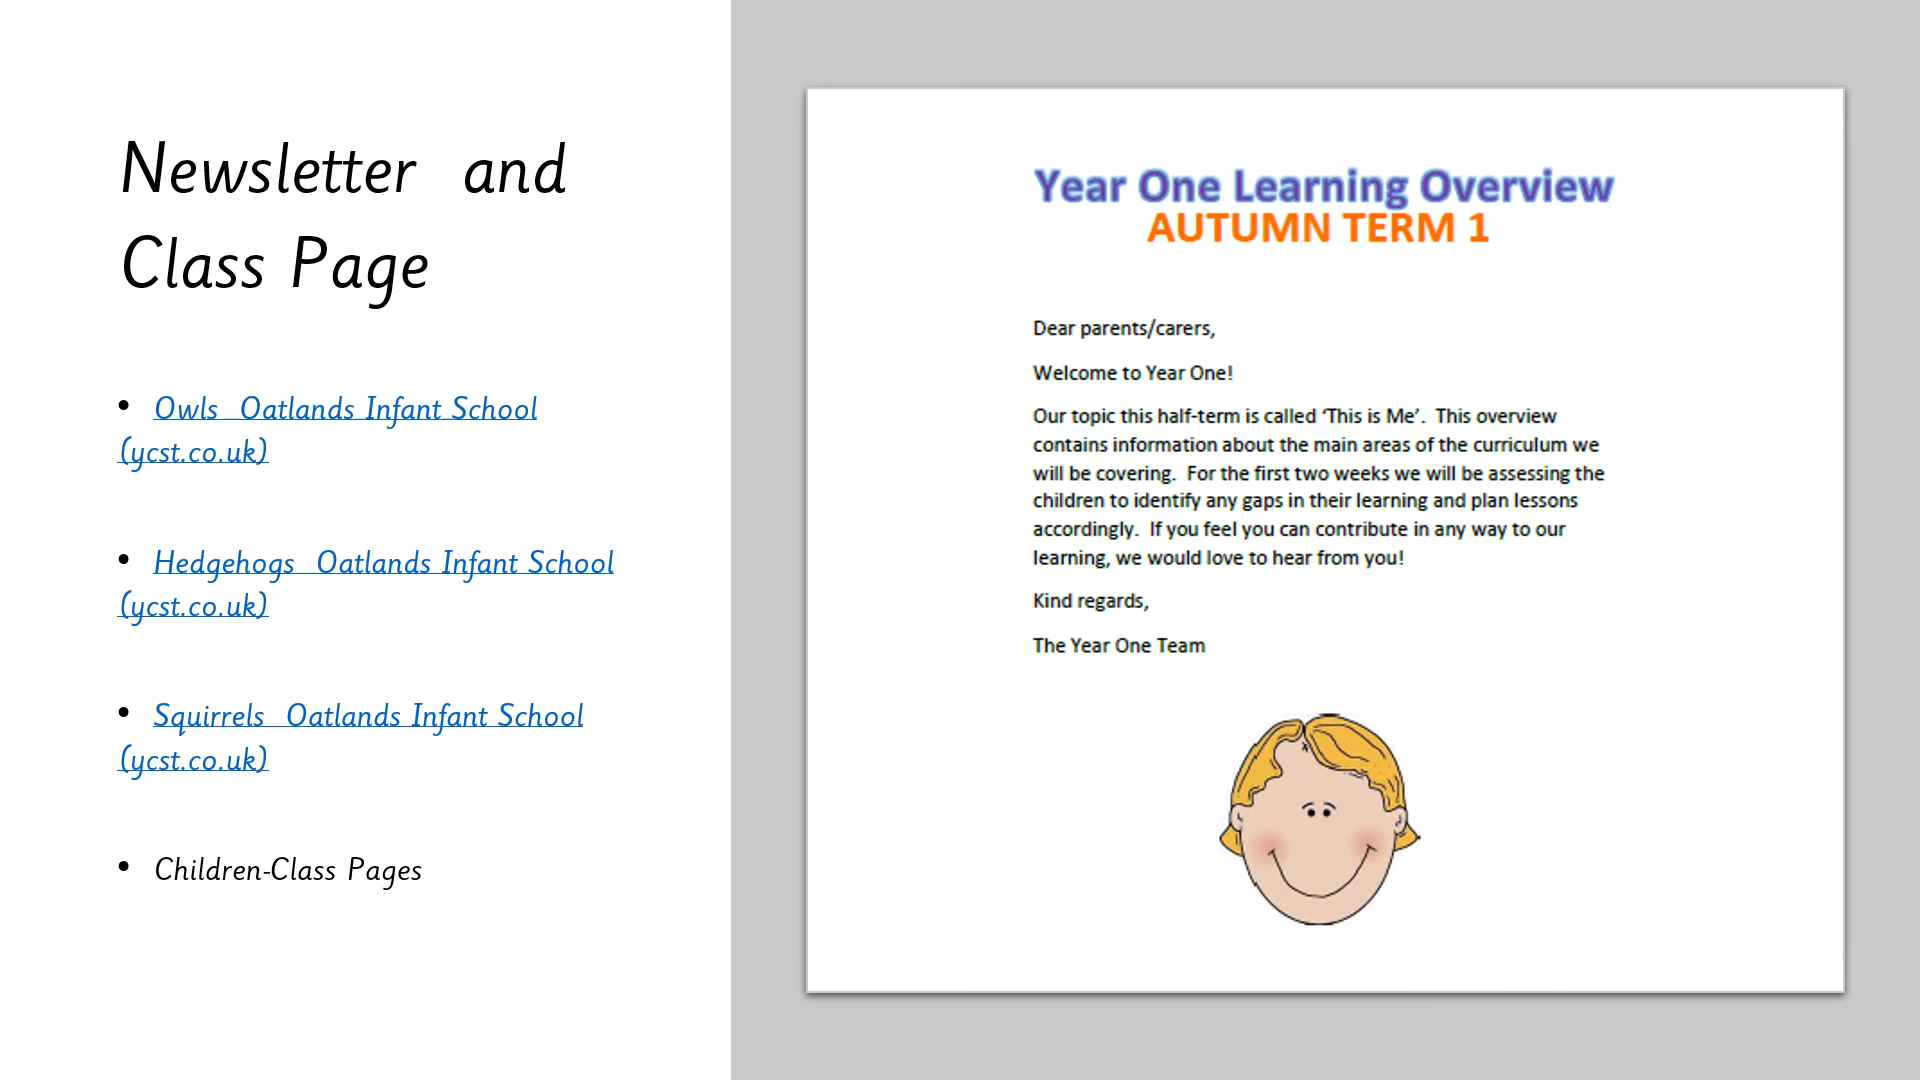 Newsletter and
Class Page
• Owls Oatlands Infant School
(ycst.co.uk)
• Hedgehogs Oatlands Infant School
(ycst.co.uk)
• Squirrels Oatlands Infant School
(ycst.co.uk)
• Children-Class Pages
Year One Learning Overview
AUTUMN TERM 1
Dear parents/carers,
Welcome to Year One!
Our topic this half-term is called ‘This is Me’. This overview
contains information about the main areas of the curriculum we
will be covering. For the first two weeks we will be assessing the
children to identify any gaps in their learning and plan lessons
accordingly. If you feel you can contribute in any way to our
learning, we would love to hear from you!
Kind regards,
The Year One Team